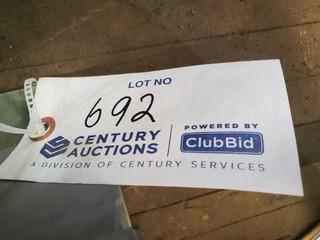 LOT NO
692
CENTURY
AUCTIONS
POWERED BY
ClubBid
A DIVISION OF CENTURY SERVICES